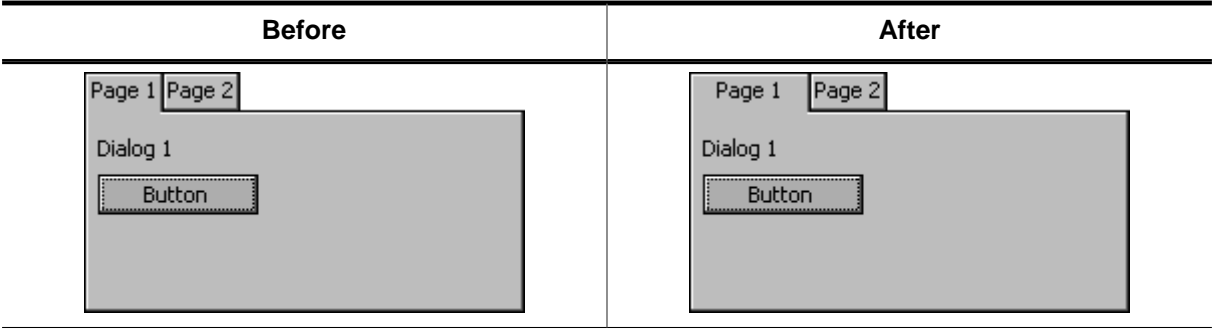 Before After
Page 1 Page 2 Page 1 Page 2
Dialog 1 Dialog 1
Button Button